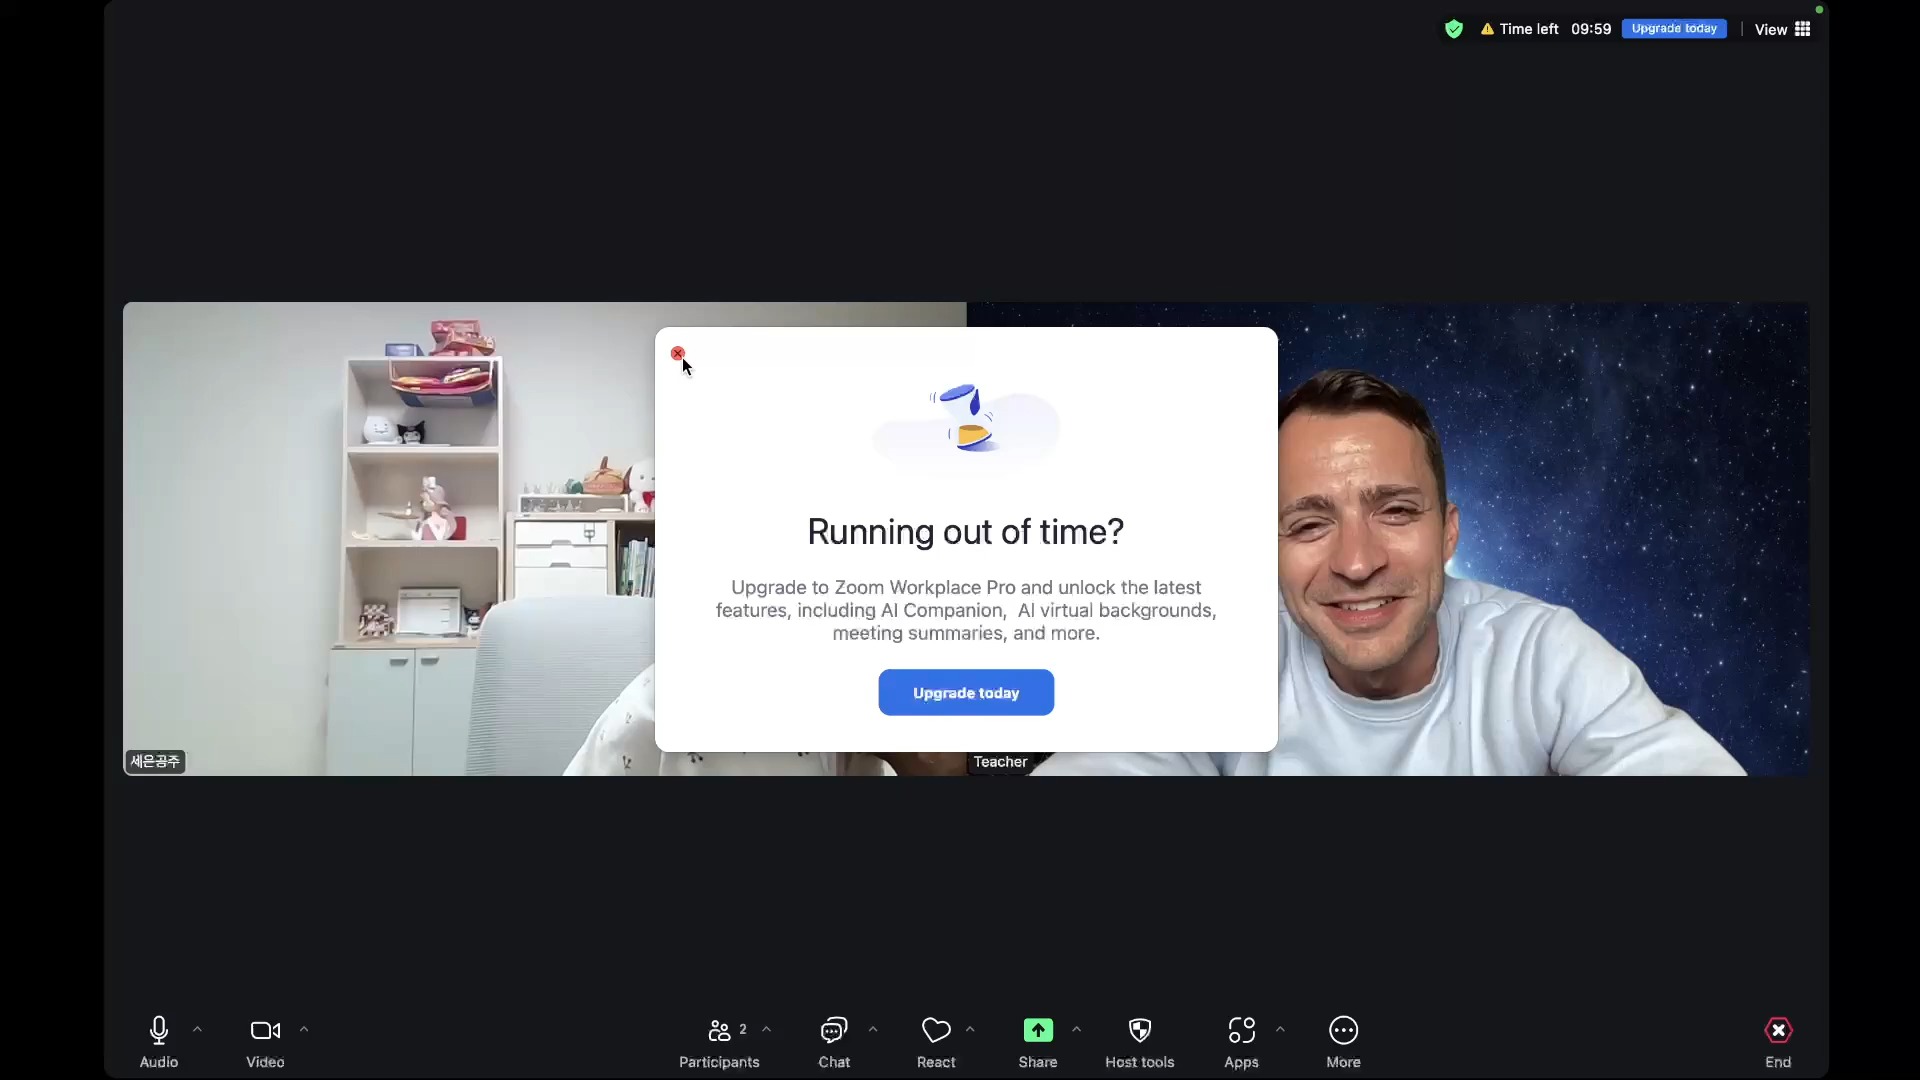 Time left 09:59 Upgrade today View
Running out of time?
Upgrade to Zoom Workplace Pro and unlock the latest
features, including AI Companion, AI virtual backgrounds,
meeting summaries, and more.
Upgrade today
세은공주
Teacher
2
Audio Video Participants Chat React Share Host tools Apps More End